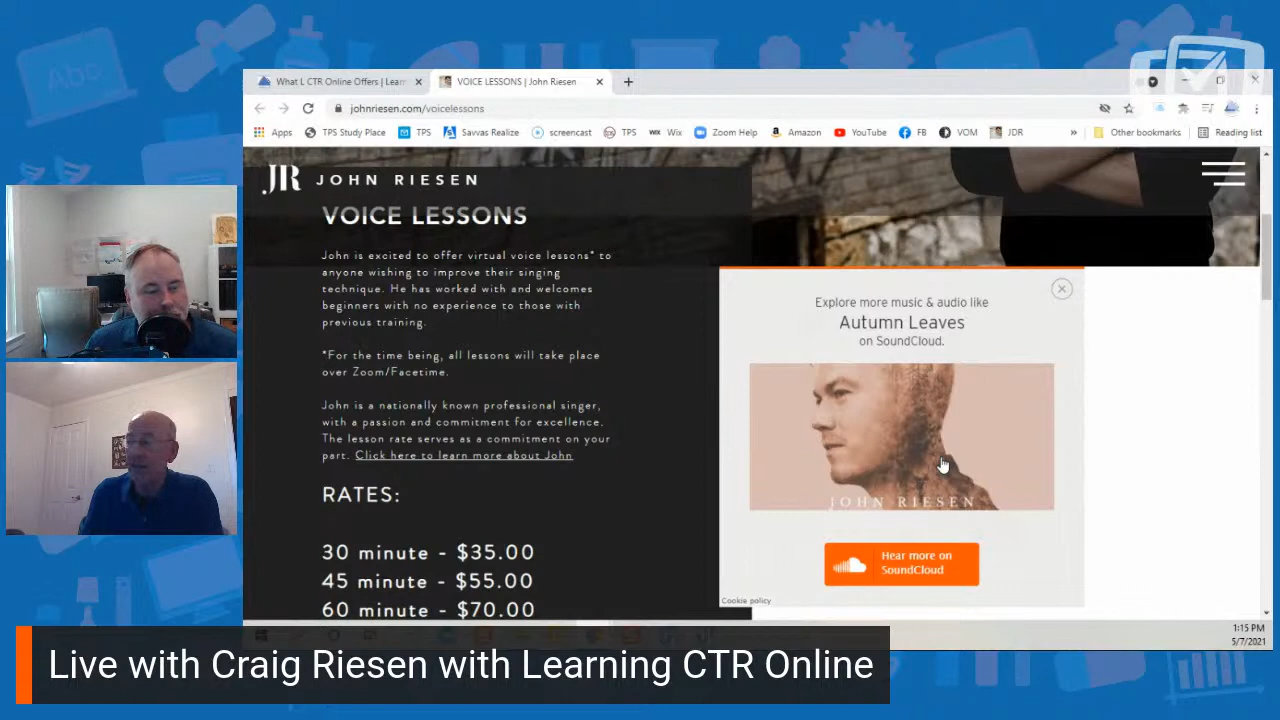 What L CTR Online Offers | Lear
VOICE LESSONS | John Riesen
johnriesen.com/voicelessons
Apps
TPS Study Place
TPS
Savvas Realize
screencast
TPS
Wix
Zoom Help
Amazon
YouTube
FB
VOM
JDR
»
Other bookmarks
Reading list
JR JOHN RIESEN
VOICE LESSONS
John is excited to offer virtual voice lessons* to
anyone wishing to improve their singing
technique. He has worked with and welcomes
beginners with no experience to those with
previous training.
*For the time being, all lessons will take place
over Zoom/Facetime.
John is a nationally known professional singer,
with a passion and commitment for excellence.
The lesson rate serves as a commitment on your
part. Click here to learn more about John
RATES:
30 minute - $35.00
45 minute - $55.00
60 minute - $70.00
Explore more music & audio like
Autumn Leaves
on SoundCloud.
JOHN RIESEN
Hear more on
SoundCloud
Cookie policy
1:15 PM
5/7/2021
Live with Craig Riesen with Learning CTR Online
Abc